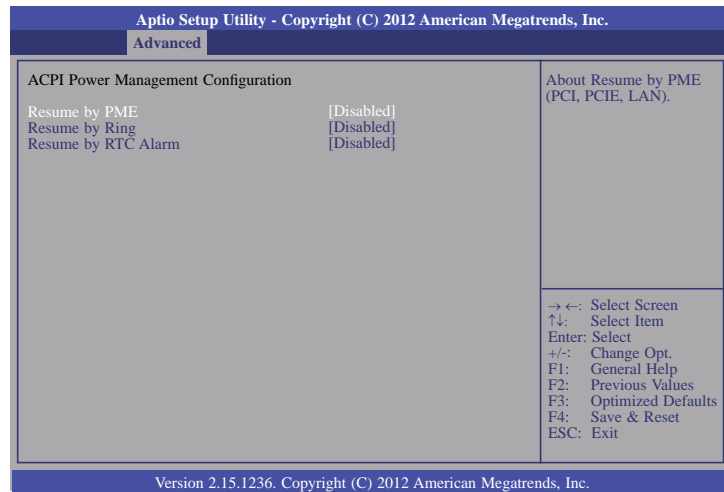 Aptio Setup Utility - Copyright (C) 2012 American Megatrends, Inc.
Advanced
ACPI Power Management Configuration
Resume by PME [Disabled]
Resume by Ring [Disabled]
Resume by RTC Alarm [Disabled]
About Resume by PME
(PCI, PCIE, LAN).
→←: Select Screen
↑↓: Select Item
Enter: Select
+/-: Change Opt.
F1: General Help
F2: Previous Values
F3: Optimized Defaults
F4: Save & Reset
ESC: Exit
Version 2.15.1236. Copyright (C) 2012 American Megatrends, Inc.